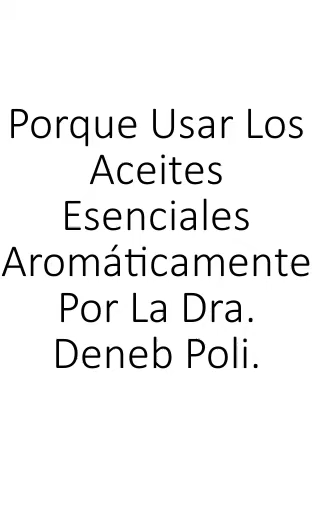 Porque Usar Los
Aceites
Esenciales
Aromáticamente
Por La Dra.
Deneb Poli.